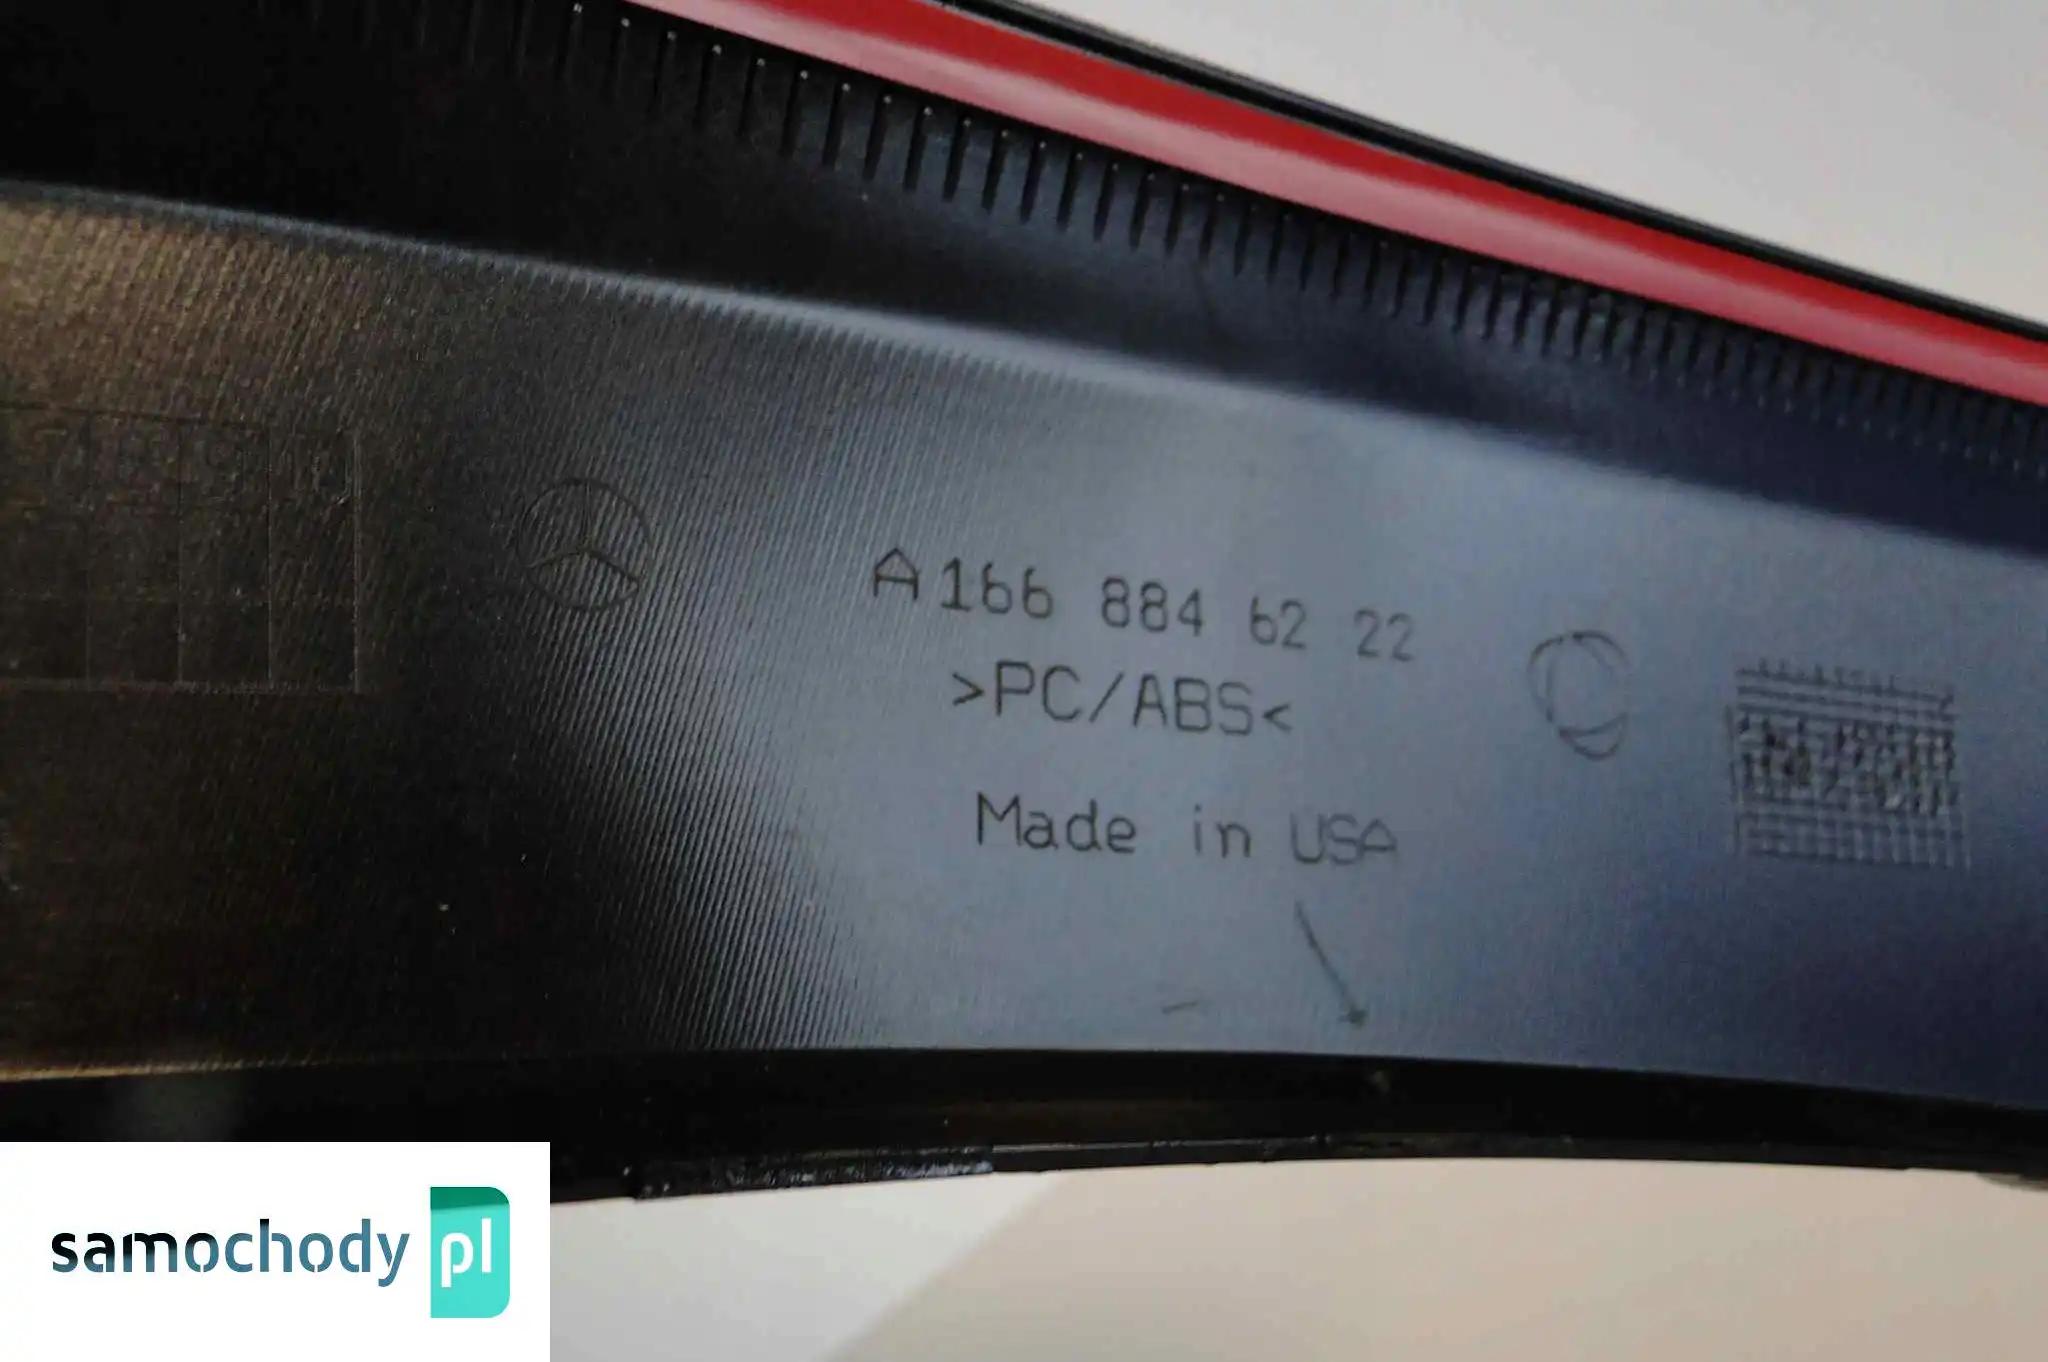 A 166 884 62 22
>PC/ABS<
Made in USA
samochody pl